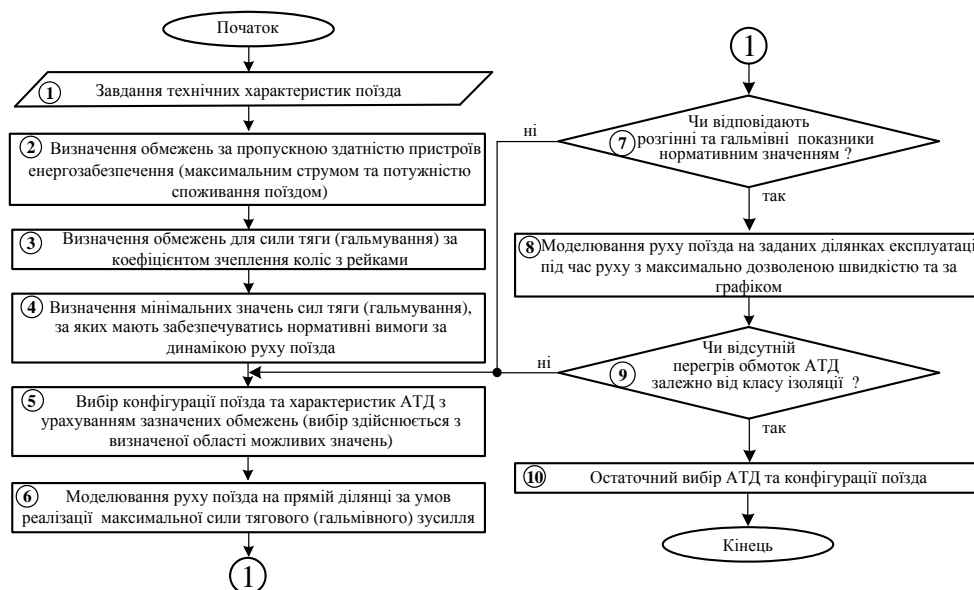 Початок
1 Завдання технічних характеристик поїзда
2 Визначення обмежень за пропускною здатністю пристроїв
енергозабезпечення (максимальним струмом та потужністю
споживання поїздом)
3 Визначення обмежень для сили тяги (гальмування) за
коефіцієнтом зчеплення коліс з рейками
4 Визначення мінімальних значень сил тяги (гальмування),
за яких мають забезпечуватись нормативні вимоги за
динамікою руху поїзда
5 Вибір конфігурації поїзда та характеристик АТД з
урахуванням зазначених обмежень (вибір здійснюється з
визначеної області можливих значень)
6 Моделювання руху поїзда на прямій ділянці за умов
реалізації максимальної сили тягового (гальмівного) зусилля
1
1
Чи відповідають
7 розгінні та гальмівні показники
нормативним значенням ?
ні
так
8 Моделювання руху поїзда на заданих ділянках експлуатації
під час руху з максимально дозволеною швидкістю та за
графіком
Чи відсутній
перегрів обмоток АТД
9 залежно від класу ізоляції ?
ні
так
10 Остаточний вибір АТД та конфігурації поїзда
Кінець